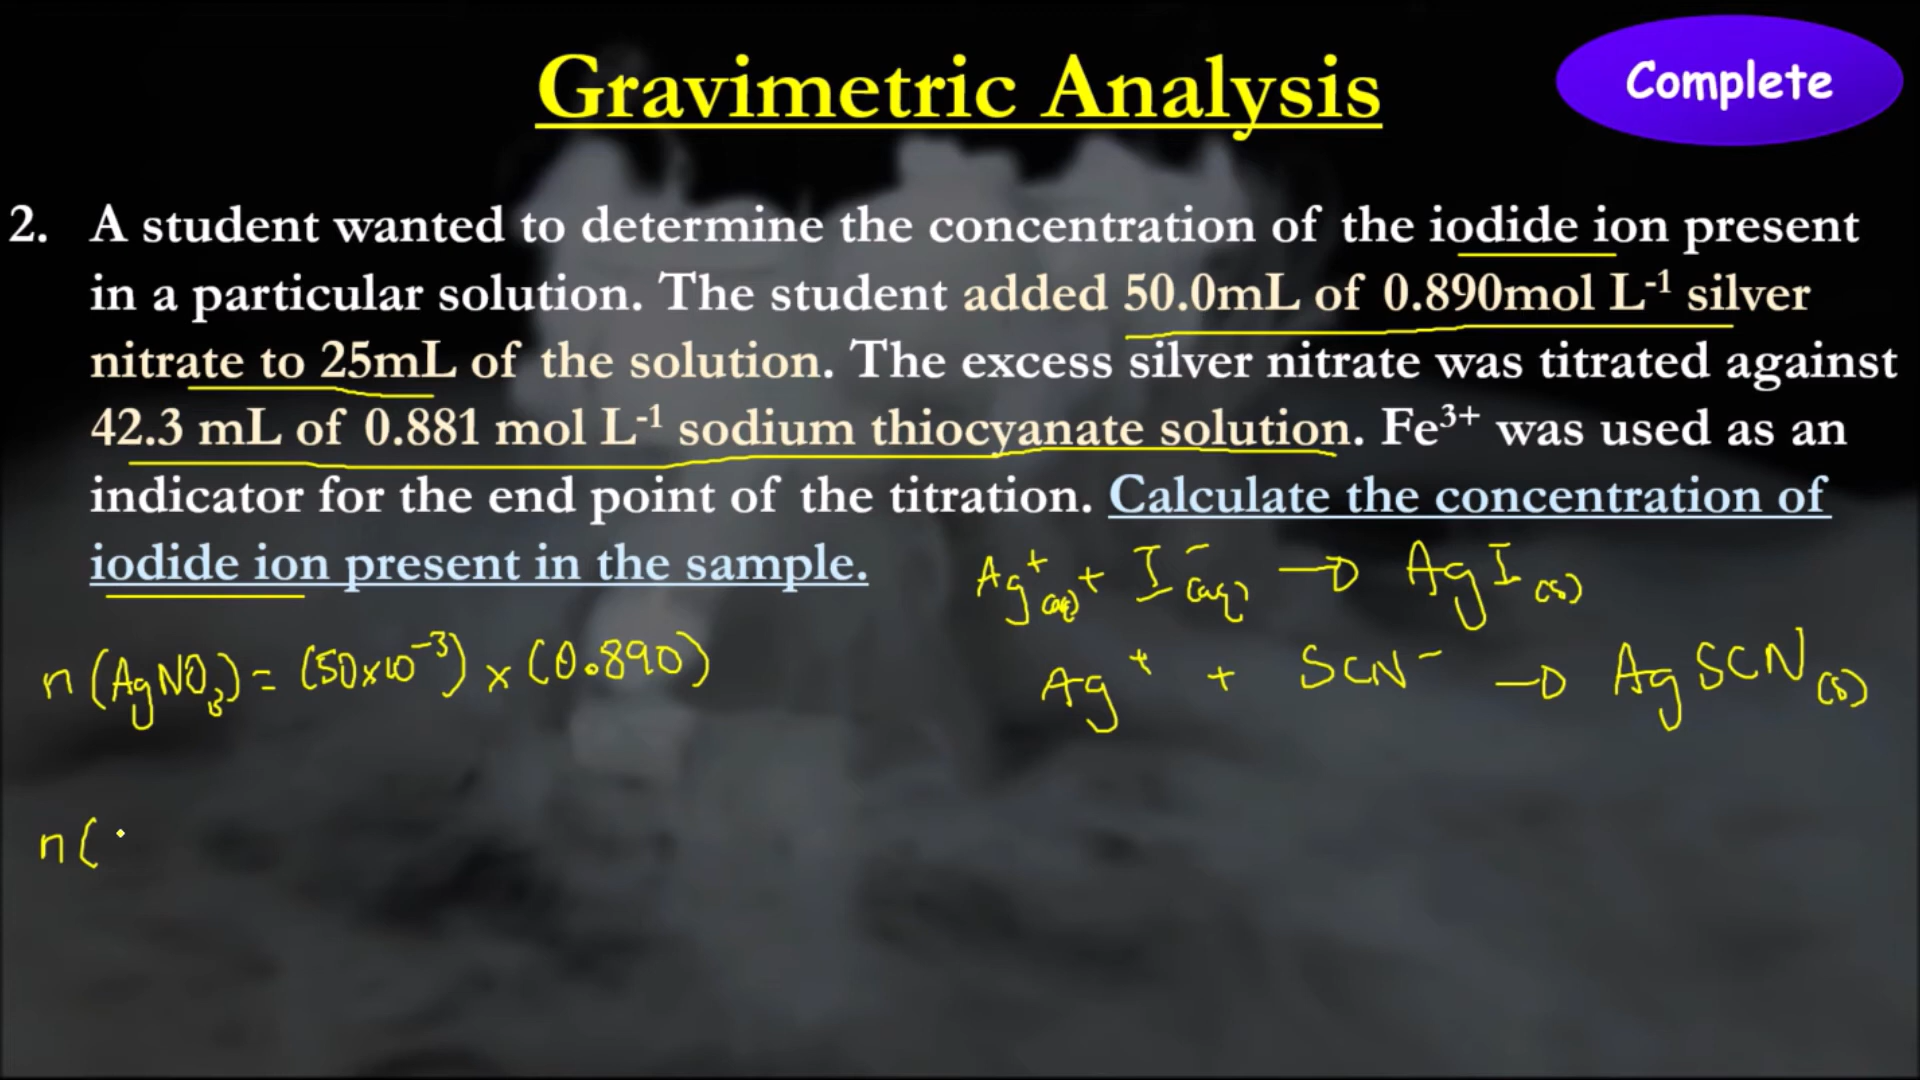 Gravimetric Analysis
Complete
2. A student wanted to determine the concentration of the iodide ion present
in a particular solution. The student added 50.0mL of 0.890mol L⁻¹ silver
nitrate to 25mL of the solution. The excess silver nitrate was titrated against
42.3 mL of 0.881 mol L⁻¹ sodium thiocyanate solution. Fe³⁺ was used as an
indicator for the end point of the titration. Calculate the concentration of
iodide ion present in the sample.
Ag⁺(aq) + I⁻(aq) → AgI(s)
n(AgNO₃) = (50×10⁻³) × (0.890)
Ag⁺ + SCN⁻ → AgSCN(s)
n(